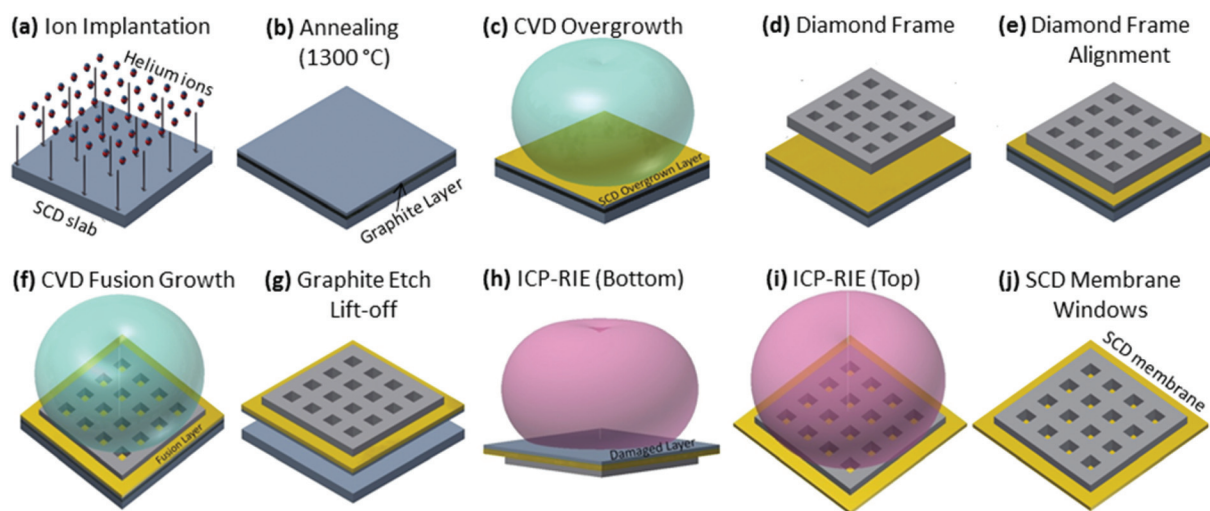 (a) Ion Implantation
Helium ions
SCD slab
(b) Annealing
(1300 °C)
Graphite Layer
(c) CVD Overgrowth
SCD Overgrown Layer
(d) Diamond Frame
(e) Diamond Frame
Alignment
(f) CVD Fusion Growth
Fusion Layer
(g) Graphite Etch
Lift-off
(h) ICP-RIE (Bottom)
Damaged Layer
(i) ICP-RIE (Top)
(j) SCD Membrane
Windows
SCD membrane